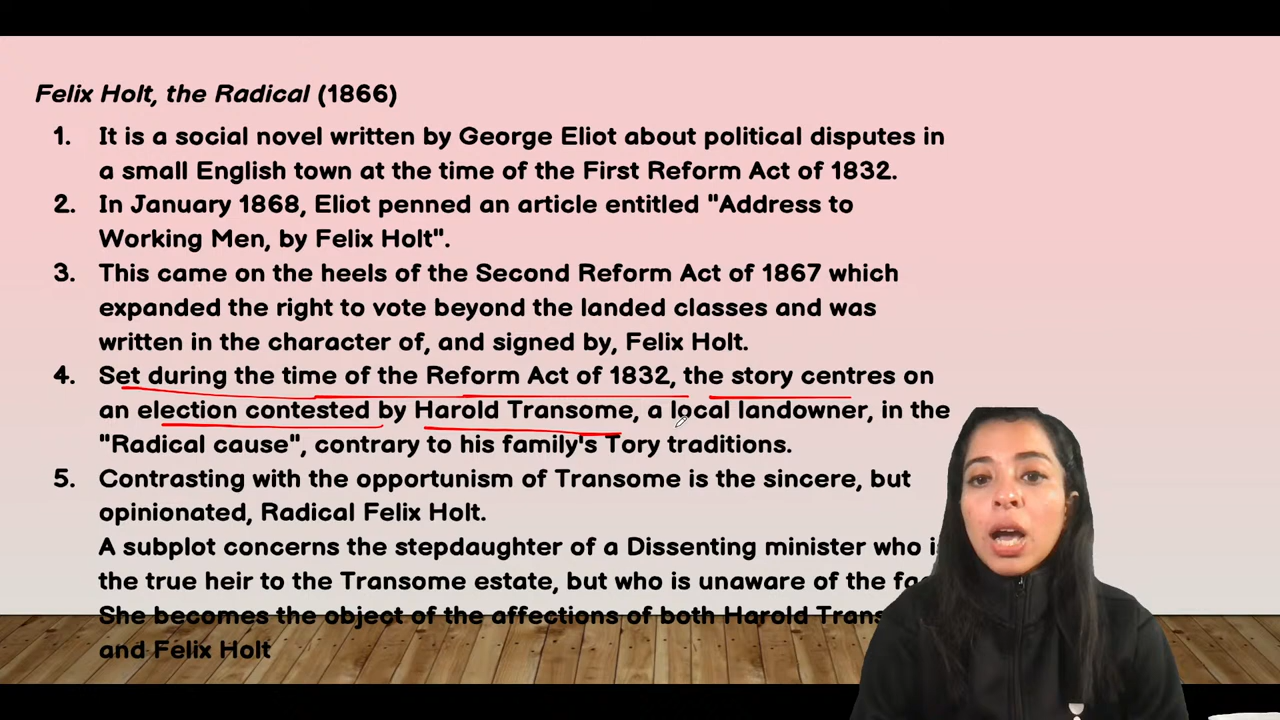 Felix Holt, the Radical (1866)
1. It is a social novel written by George Eliot about political disputes in
a small English town at the time of the First Reform Act of 1832.
2. In January 1868, Eliot penned an article entitled "Address to
Working Men, by Felix Holt".
3. This came on the heels of the Second Reform Act of 1867 which
expanded the right to vote beyond the landed classes and was
written in the character of, and signed by, Felix Holt.
4. Set during the time of the Reform Act of 1832, the story centres on
an election contested by Harold Transome, a local landowner, in the
"Radical cause", contrary to his family's Tory traditions.
5. Contrasting with the opportunism of Transome is the sincere, but
opinionated, Radical Felix Holt.
A subplot concerns the stepdaughter of a Dissenting minister who
the true heir to the Transome estate, but who is unaware of the
She becomes the object of the affections of both Harold
and Felix Holt